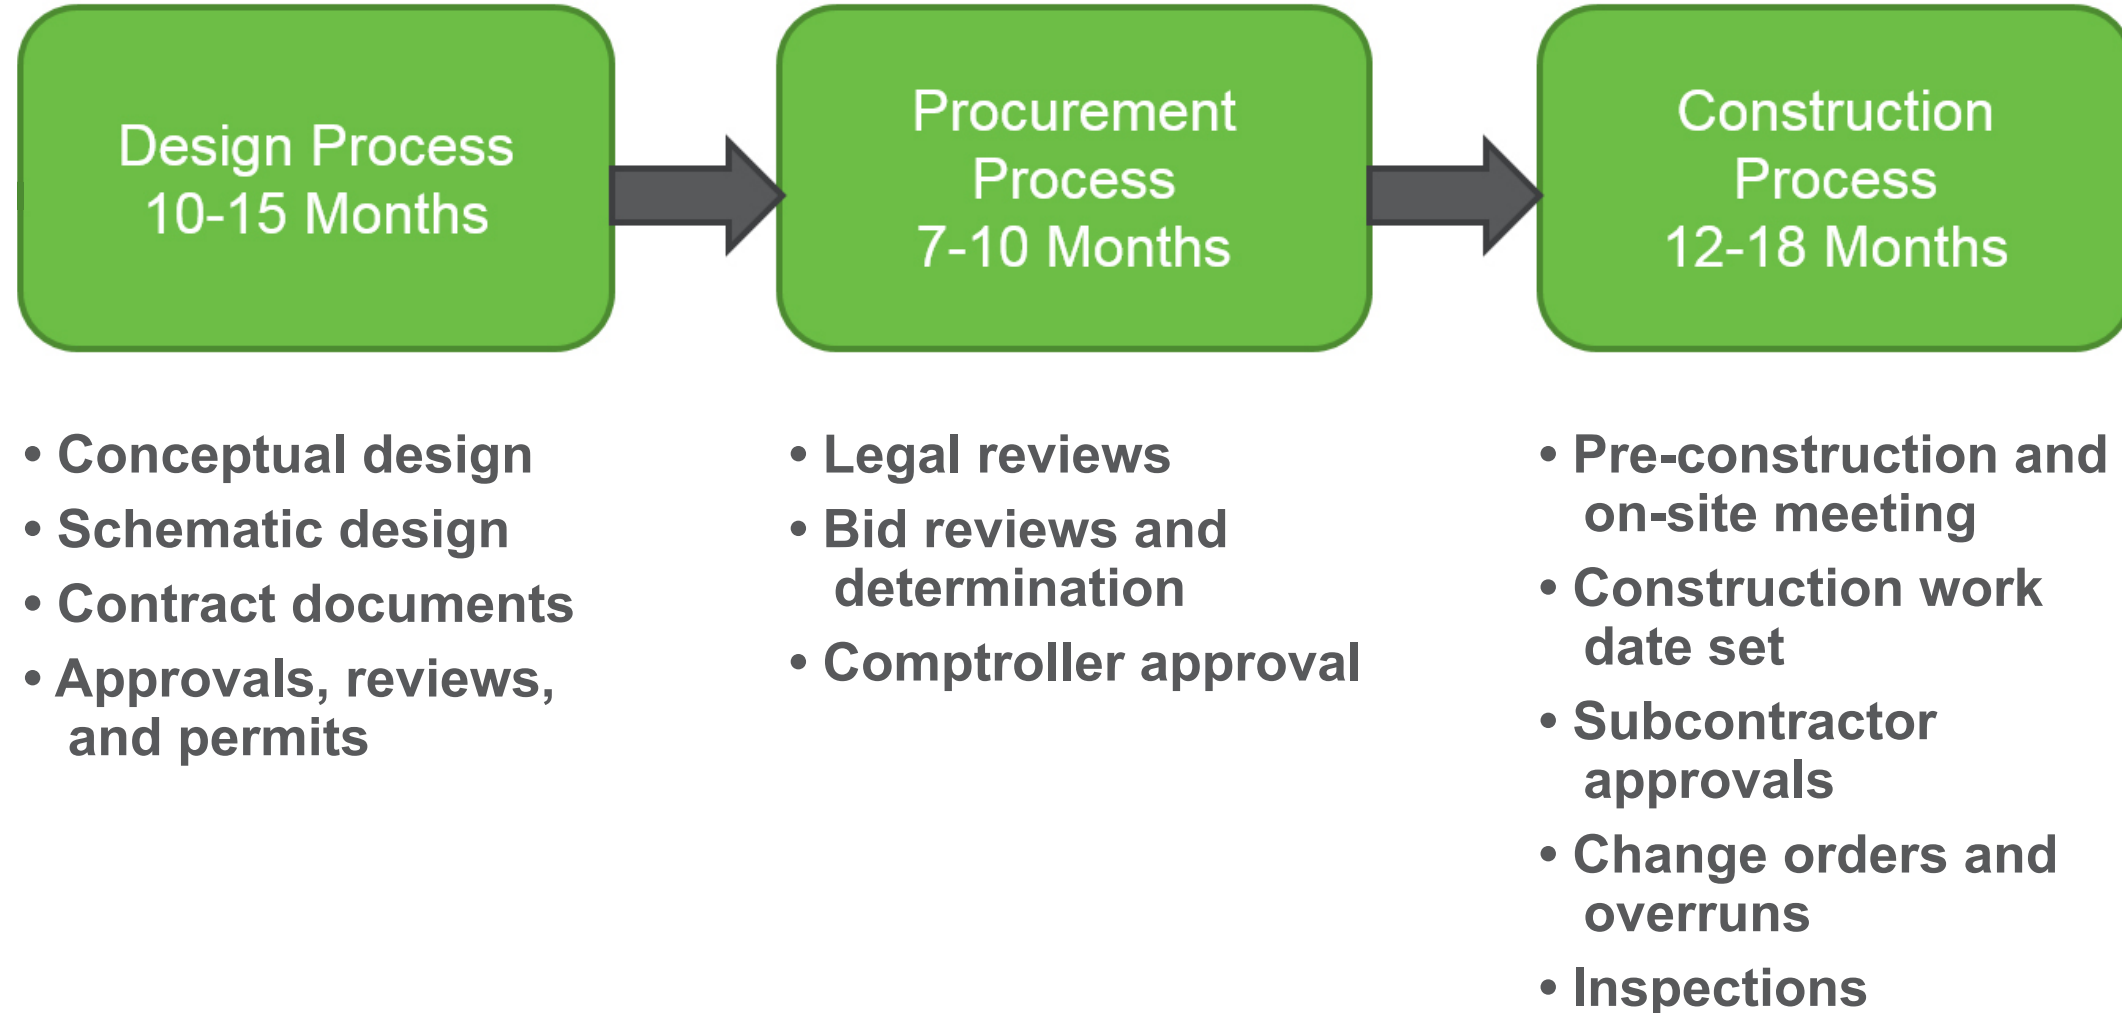 Design Process
10-15 Months
Procurement
Process
7-10 Months
Construction
Process
12-18 Months
• Conceptual design
• Schematic design
• Contract documents
• Approvals, reviews,
and permits
• Legal reviews
• Bid reviews and
determination
• Comptroller approval
• Pre-construction and
on-site meeting
• Construction work
date set
• Subcontractor
approvals
• Change orders and
overruns
• Inspections